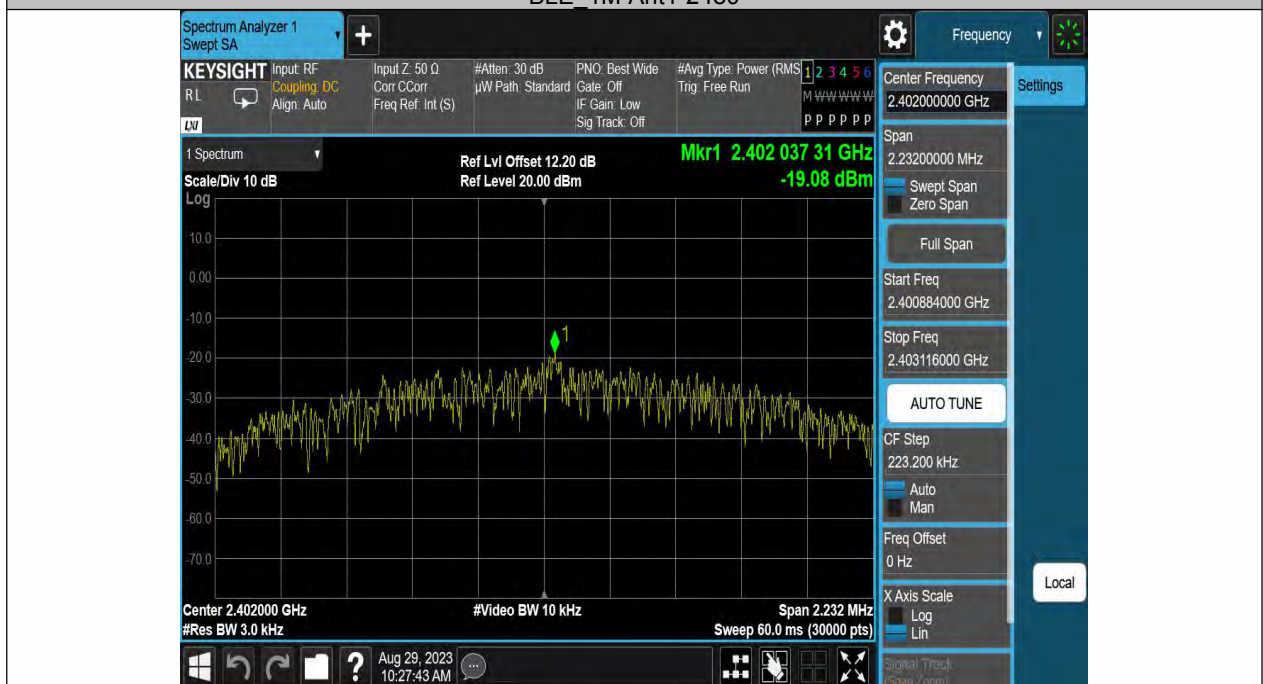 Spectrum Analyzer 1
Swept SA
+
Frequency
KEYSIGHT
RL
LXI
Input: RF
Coupling: DC
Align: Auto
Input Z: 50 Ω
Corr CCorr
Freq Ref: Int (S)
#Atten: 30 dB
µW Path: Standard
PNO: Best Wide
Gate: Off
IF Gain: Low
Sig Track: Off
#Avg Type: Power (RMS
Trig: Free Run
1 2 3 4 5 6
M W W W W W
P P P P P P
Center Frequency
2.402000000 GHz
Settings
Span
2.23200000 MHz
Swept Span
Zero Span
Full Span
Start Freq
2.400884000 GHz
Stop Freq
2.403116000 GHz
AUTO TUNE
CF Step
223.200 kHz
Auto
Man
Freq Offset
0 Hz
X Axis Scale
Log
Lin
Signal Track
(Span Zoom)
Local
1 Spectrum
Scale/Div 10 dB
Log
Ref Lvl Offset 12.20 dB
Ref Level 20.00 dBm
Mkr1 2.402 037 31 GHz
-19.08 dBm
10.0
0.00
-10.0
-20.0
-30.0
-40.0
-50.0
-60.0
-70.0
1
Center 2.402000 GHz
#Res BW 3.0 kHz
#Video BW 10 kHz
Span 2.232 MHz
Sweep 60.0 ms (30000 pts)
?
Aug 29, 2023
10:27:43 AM